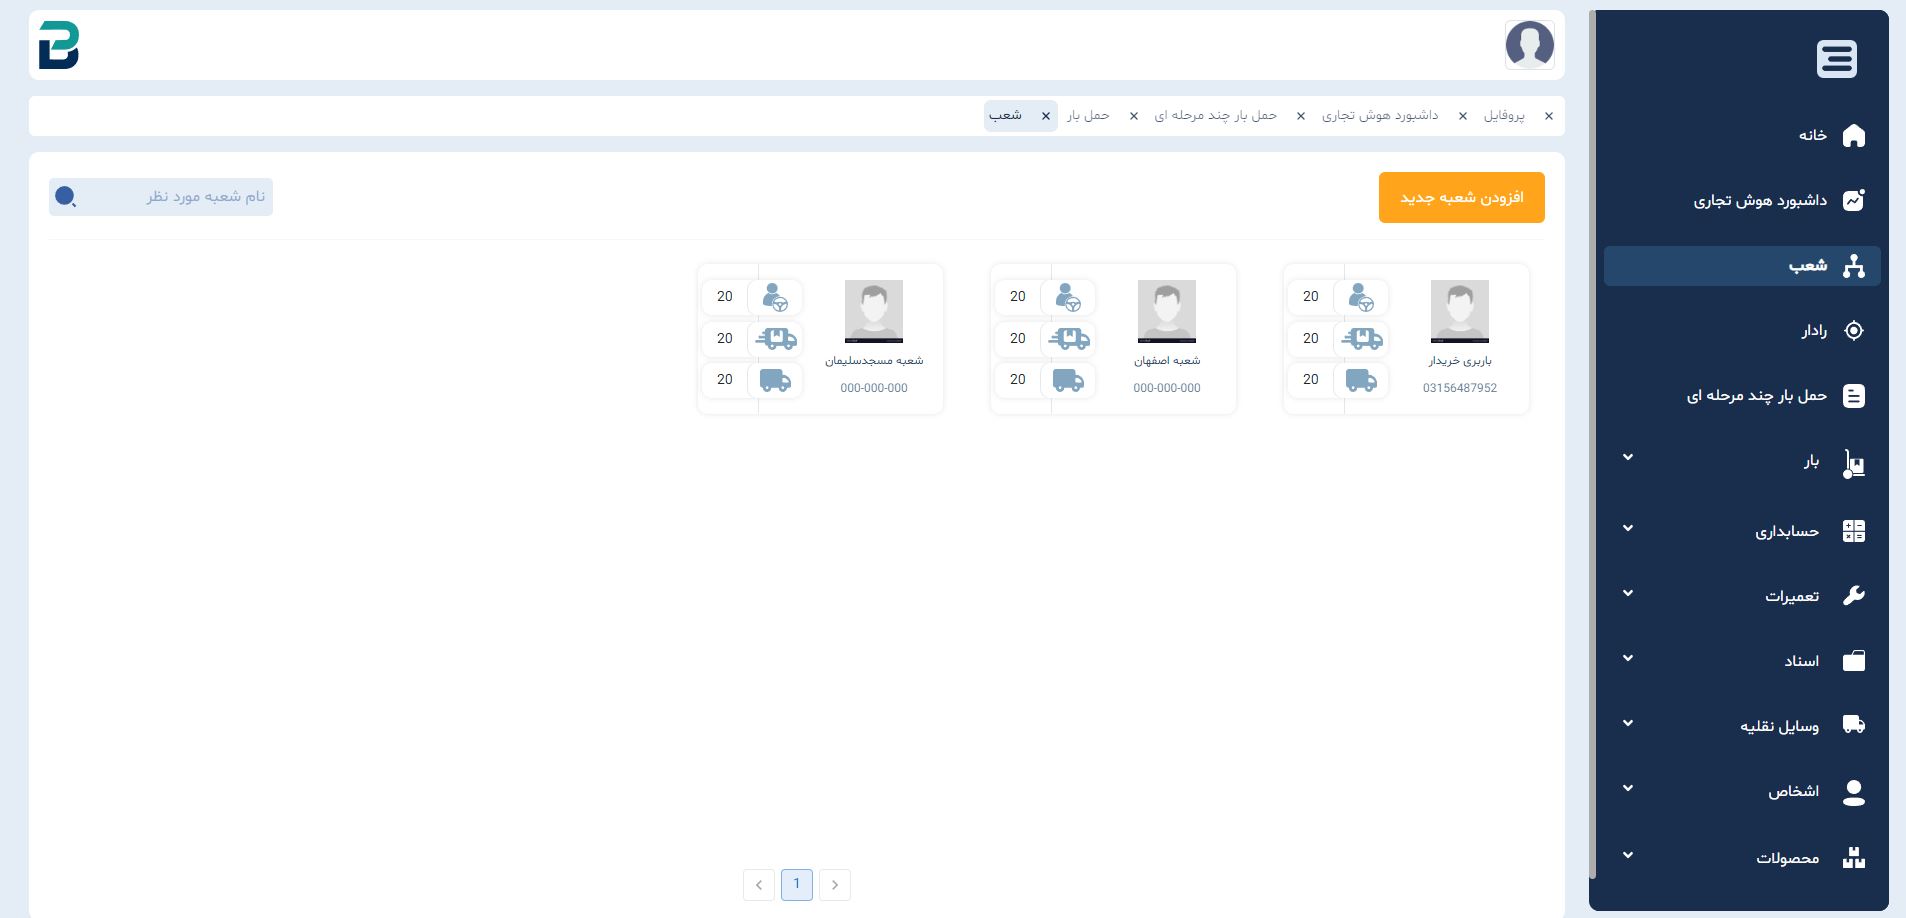 پروفایل
داشبورد هوش تجاری
حمل بار چند مرحله ای
حمل بار
شعب
خانه
داشبورد هوش تجاری
شعب
رادار
حمل بار چند مرحله ای
بار
حسابداری
تعمیرات
اسناد
وسایل نقلیه
اشخاص
محصولات
افزودن شعبه جدید
نام شعبه مورد نظر
باربری خریدار
03156487952
20
20
20
شعبه اصفهان
000-000-000
20
20
20
شعبه مسجدسلیمان
000-000-000
20
20
20
1